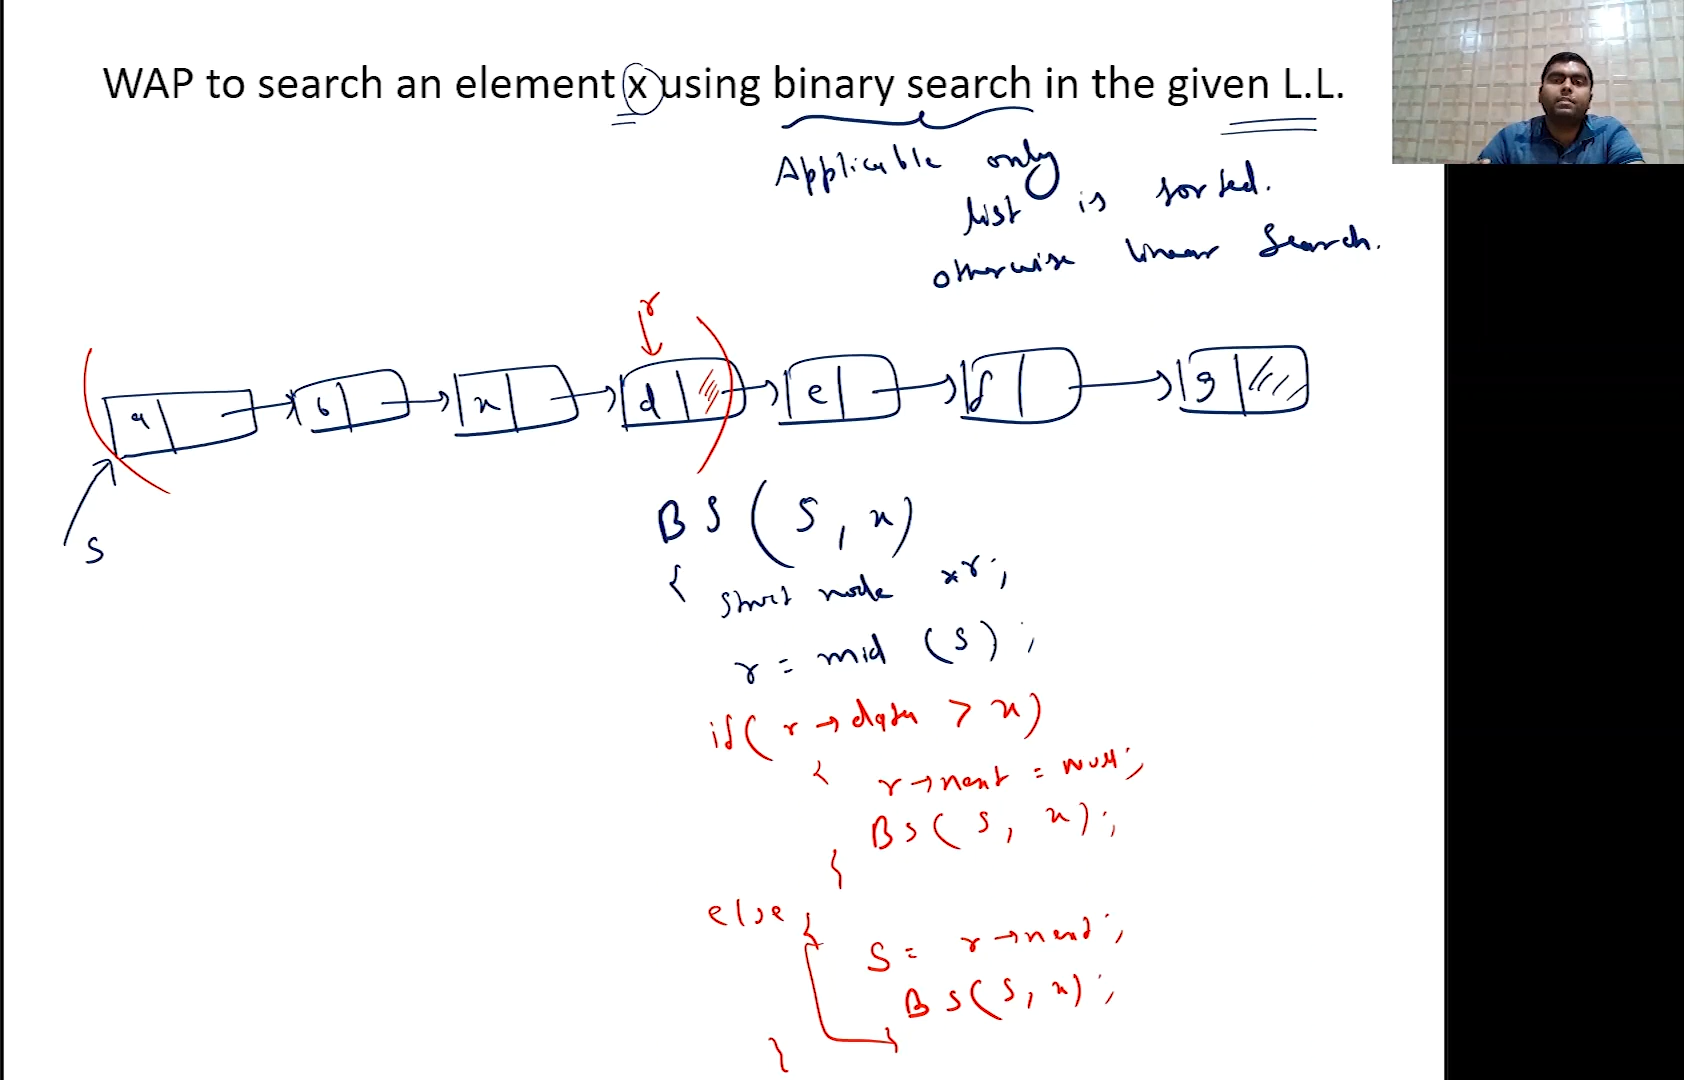 WAP to search an element x using binary search in the given L.L.
Applicable only
list is sorted.
otherwise linear Search.
r
a b x d e f g
S
BS(S, x)
{ struct node *r;
r = mid (S);
if( r→data > x)
{ r→next = NULL;
BS(S, x);
}
else {
S = r→next;
BS(S, x);
}
}